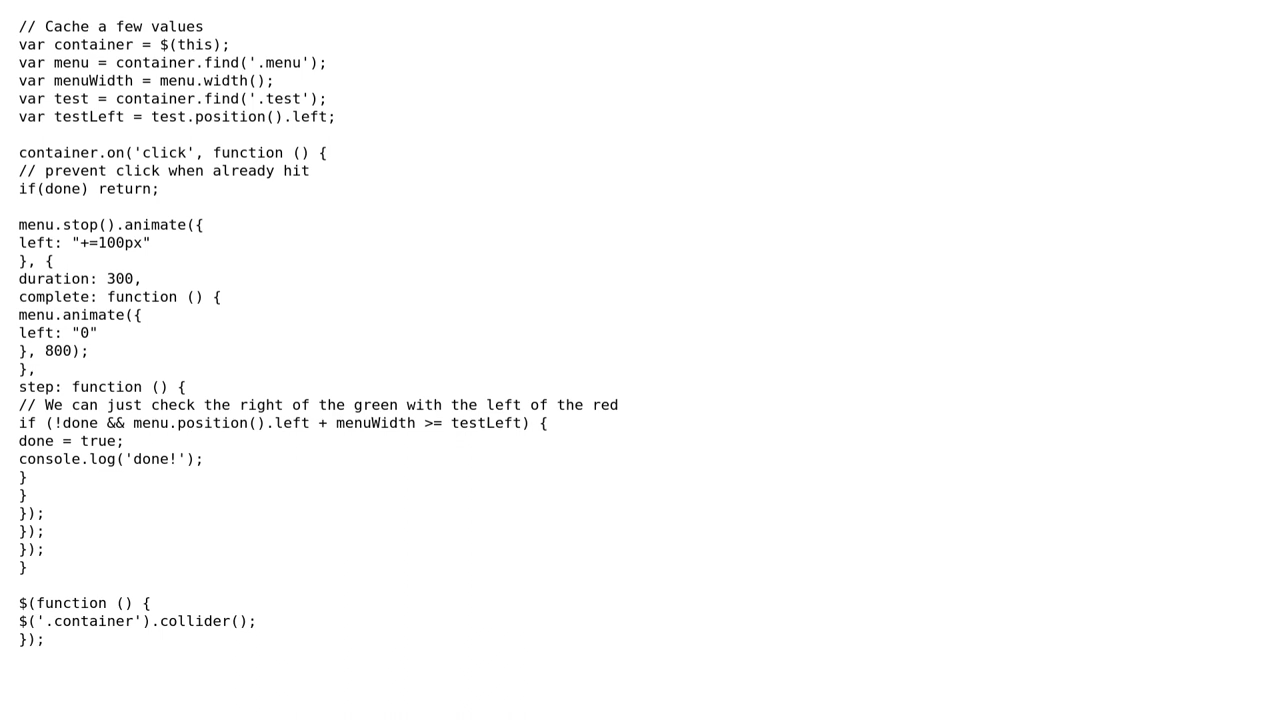 // Cache a few values
var container = $(this);
var menu = container.find('.menu');
var menuWidth = menu.width();
var test = container.find('.test');
var testLeft = test.position().left;

container.on('click', function () {
// prevent click when already hit
if(done) return;

menu.stop().animate({
left: "+=100px"
}, {
duration: 300,
complete: function () {
menu.animate({
left: "0"
}, 800);
},
step: function () {
// We can just check the right of the green with the left of the red
if (!done && menu.position().left + menuWidth >= testLeft) {
done = true;
console.log('done!');
}
}
});
});
});
}

$(function () {
$('.container').collider();
});